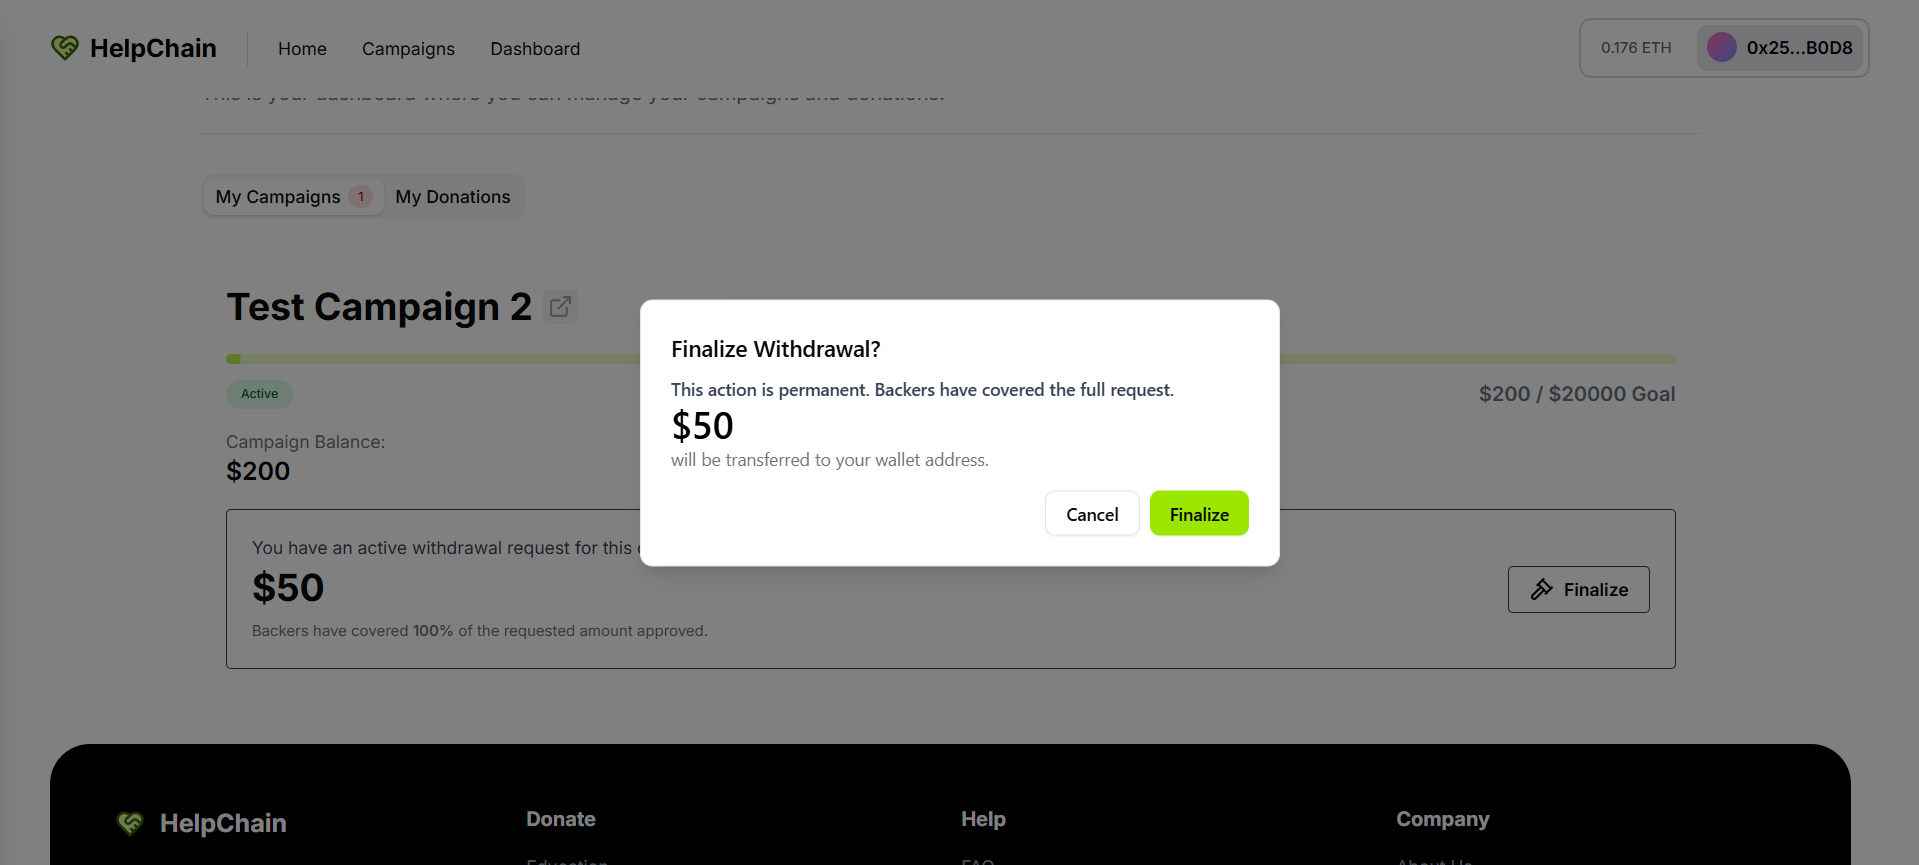 HelpChain
Home
Campaigns
Dashboard
0.176 ETH
0x25...B0D8
This is your dashboard where you can manage your campaigns and donations.
My Campaigns 1
My Donations
Test Campaign 2
Active
$200 / $20000 Goal
Campaign Balance:
$200
You have an active withdrawal request for this
$50
Backers have covered 100% of the requested amount approved.
Finalize
Finalize Withdrawal?
This action is permanent. Backers have covered the full request.
$50
will be transferred to your wallet address.
Cancel
Finalize
HelpChain
Donate
Help
Company
Education
FAQ
About Us